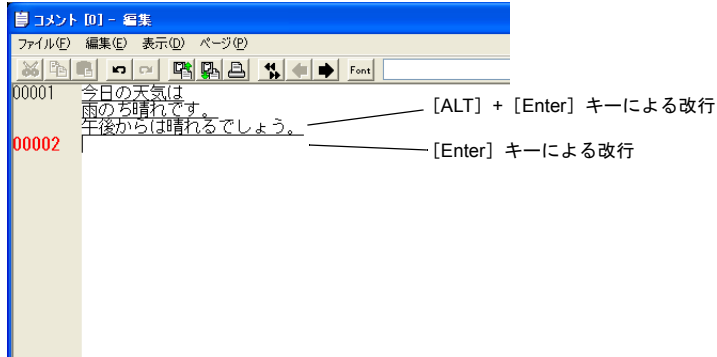 コメント [0] - 編集
ファイル(F) 編集(E) 表示(D) ページ(P)
Font
00001 今日の天気は
雨のち晴れです。
午後からは晴れるでしょう。
00002
［ALT］+［Enter］キーによる改行
［Enter］キーによる改行